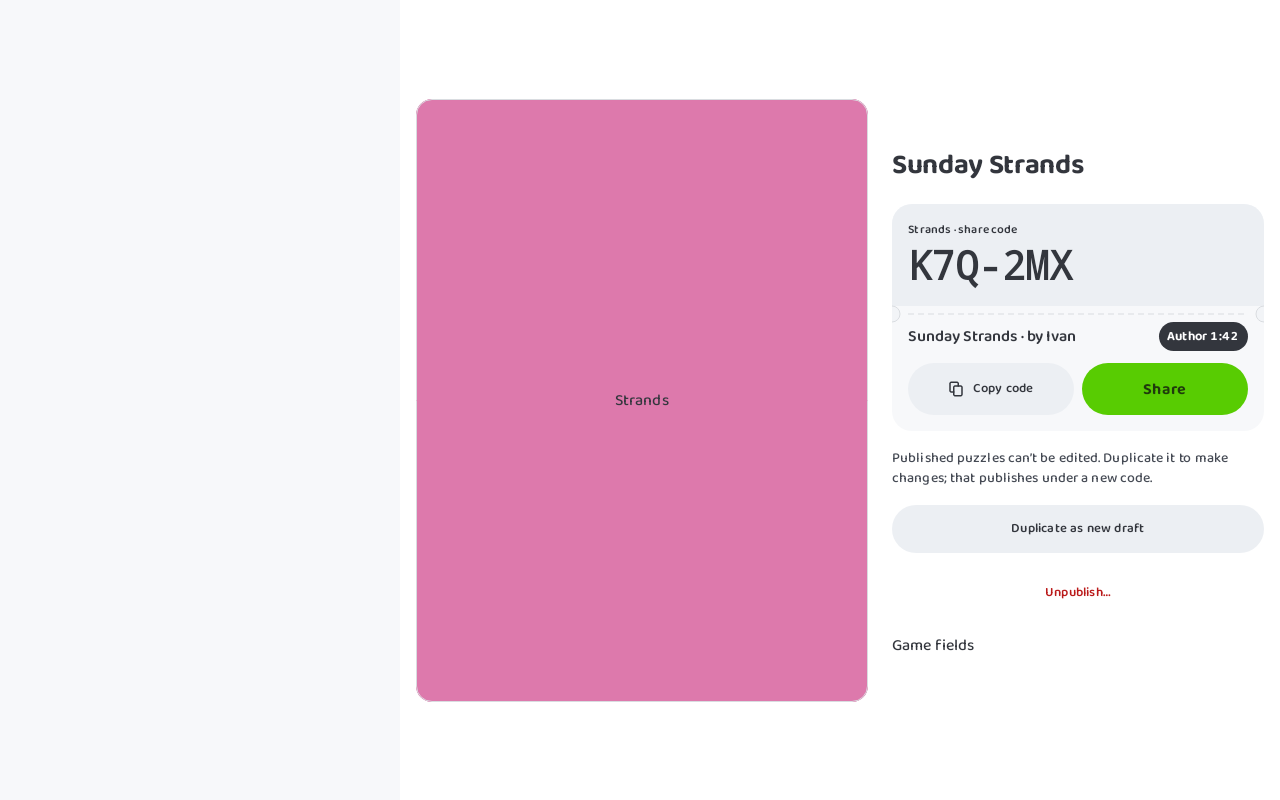 Strands
Sunday Strands
Strands · share code
K7Q-2MX
Sunday Strands · by Ivan
Author 1:42
Copy code
Share
Published puzzles can't be edited. Duplicate it to make
changes; that publishes under a new code.
Duplicate as new draft
Unpublish…
Game fields